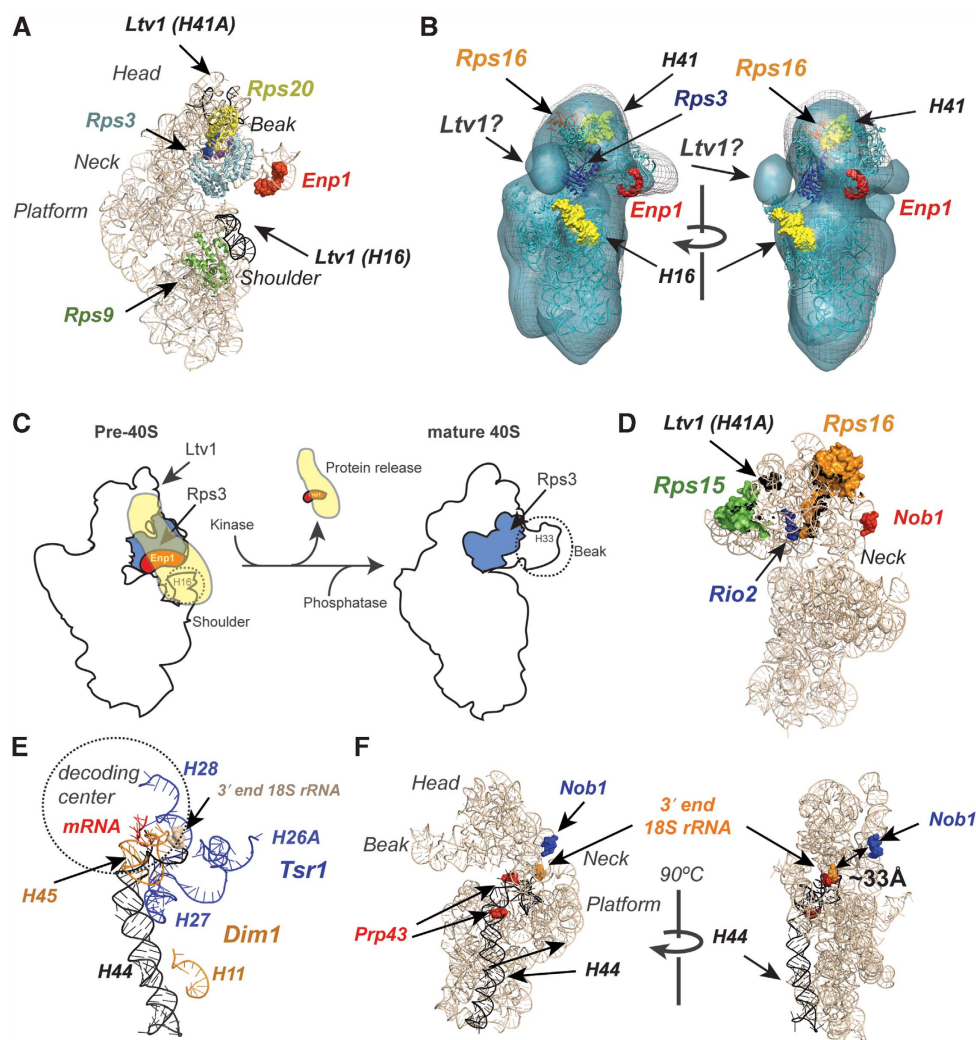 A
Ltv1 (H41A)
Head
Rps20
Rps3
Beak
Neck
Enp1
Platform
Ltv1 (H16)
Shoulder
Rps9
B
Rps16
H41
Rps3
Ltv1?
Enp1
H16
Rps16
H41
Ltv1?
Enp1
C
Pre-40S
Ltv1
Rps3
Enp1
H16
Shoulder
Kinase
Protein release
Phosphatase
mature 40S
Rps3
H33
Beak
D
Ltv1 (H41A)
Rps16
Rps15
Nob1
Neck
Rio2
E
decoding
center
H28
3′ end 18S rRNA
mRNA
H26A
Tsr1
H45
H27
Dim1
H44
H11
F
Head
Nob1
Beak
3′ end
18S rRNA
Neck
Nob1
90ºC
~33Å
Platform
Prp43
H44
H44